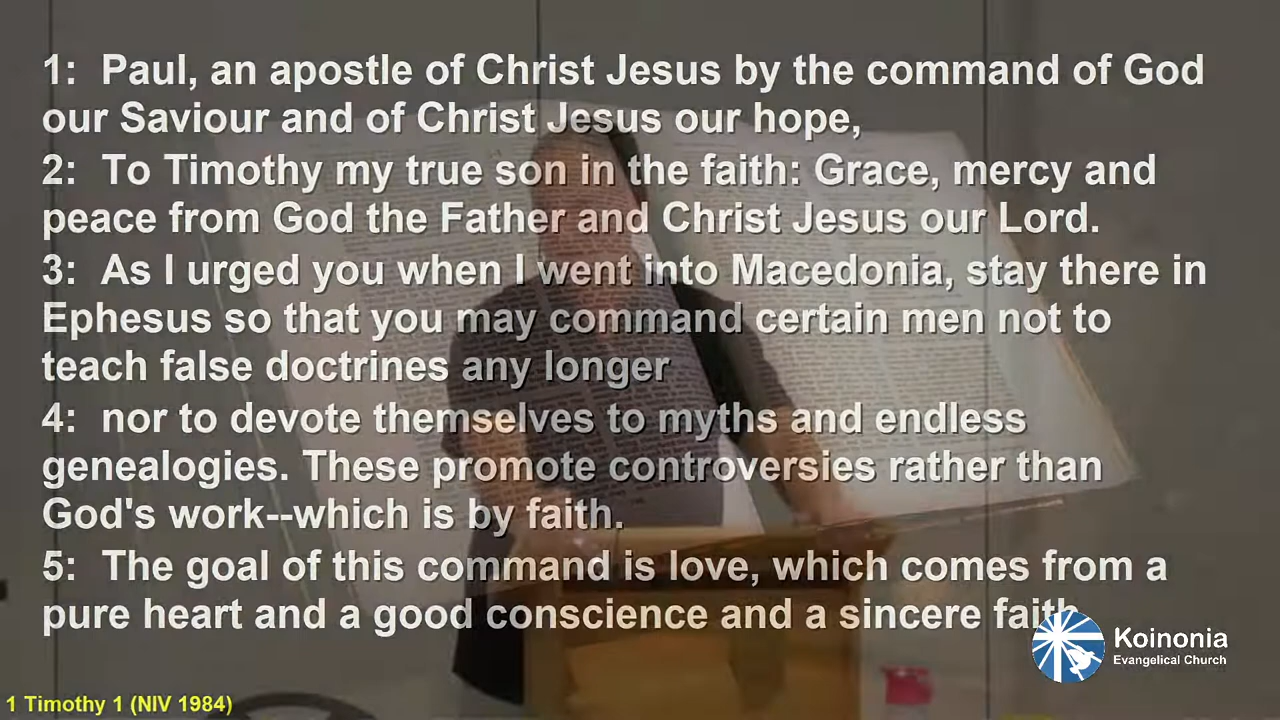 1: Paul, an apostle of Christ Jesus by the command of God
our Saviour and of Christ Jesus our hope,
2: To Timothy my true son in the faith: Grace, mercy and
peace from God the Father and Christ Jesus our Lord.
3: As I urged you when I went into Macedonia, stay there in
Ephesus so that you may command certain men not to
teach false doctrines any longer
4: nor to devote themselves to myths and endless
genealogies. These promote controversies rather than
God's work--which is by faith.
5: The goal of this command is love, which comes from a
pure heart and a good conscience and a sincere faith
Koinonia
Evangelical Church
1 Timothy 1 (NIV 1984)